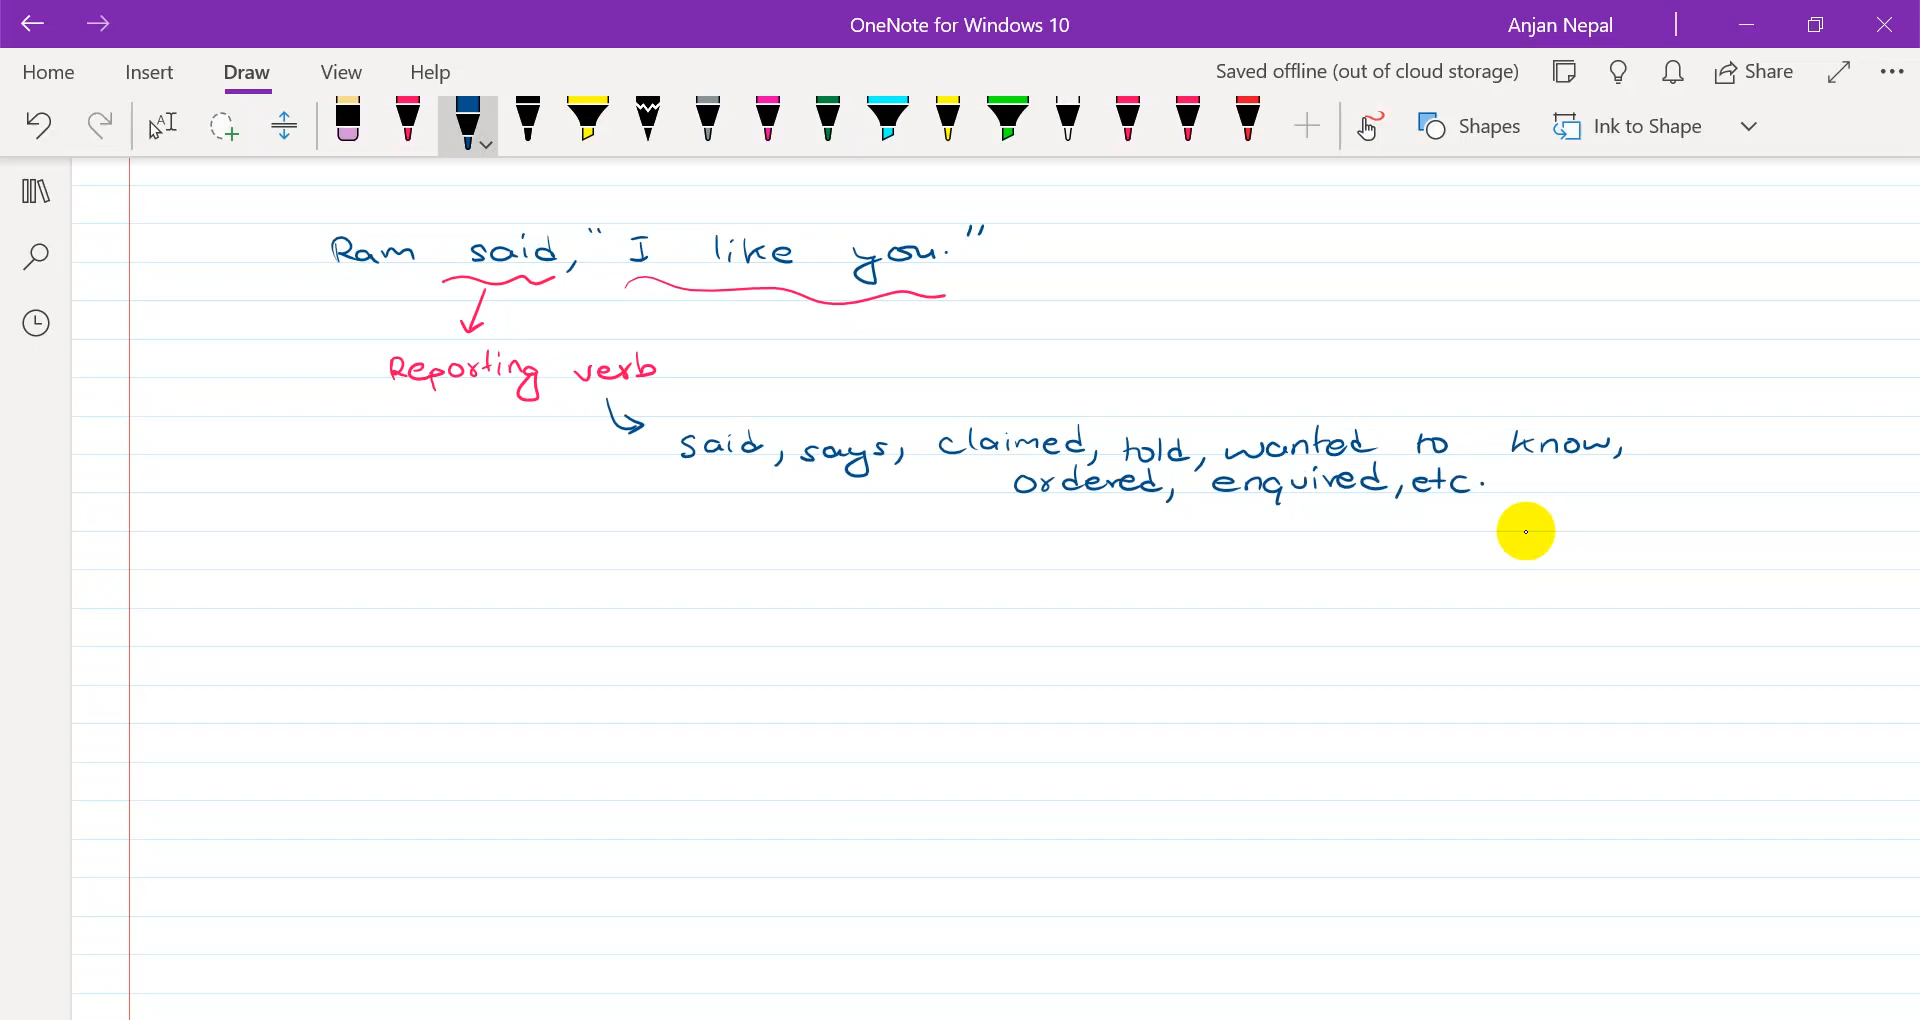 OneNote for Windows 10
Anjan Nepal
Home Insert Draw View Help
Saved offline (out of cloud storage)
Share
Shapes
Ink to Shape
Ram said, "I like you."
Reporting verb
said, says, claimed, told, wanted to know,
ordered, enquired, etc.